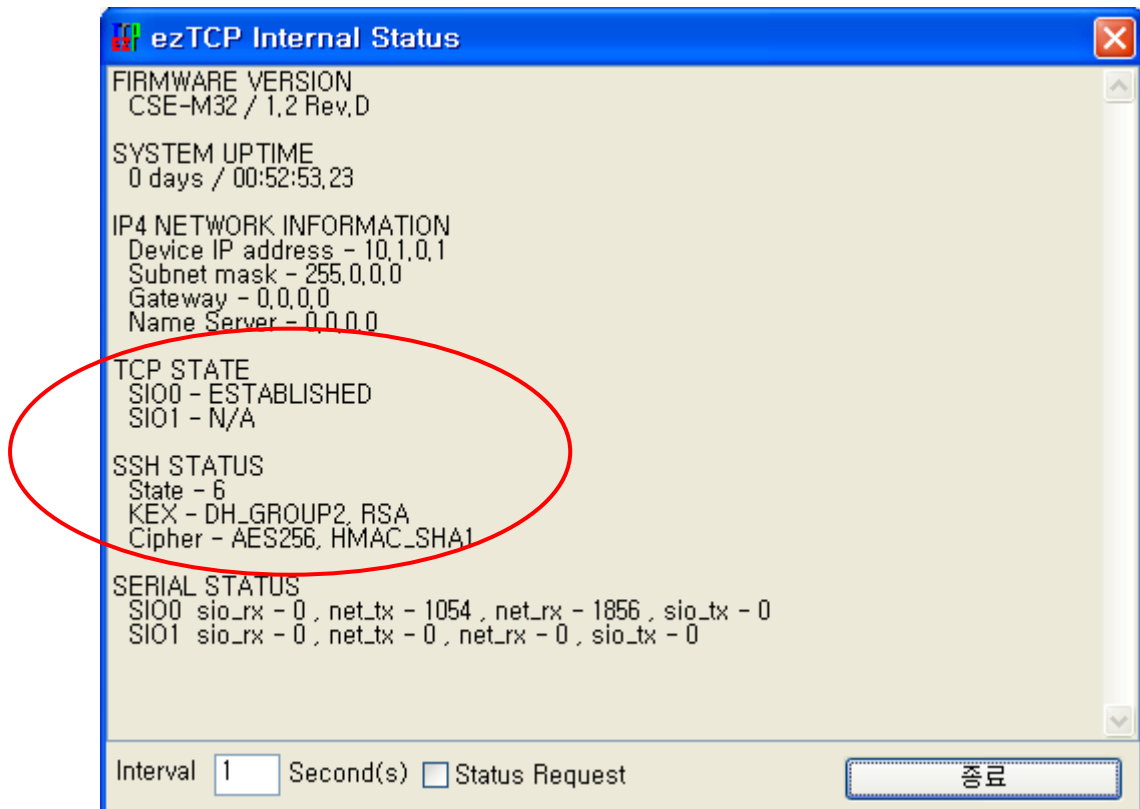 ezTCP Internal Status
FIRMWARE VERSION
CSE-M32 / 1.2 Rev.D
SYSTEM UPTIME
0 days / 00:52:53.23
IP4 NETWORK INFORMATION
Device IP address - 10.1.0.1
Subnet mask - 255.0.0.0
Gateway - 0.0.0.0
Name Server - 0.0.0.0
TCP STATE
SIO0 - ESTABLISHED
SIO1 - N/A
SSH STATUS
State - 6
KEX - DH_GROUP2, RSA
Cipher - AES256, HMAC_SHA1
SERIAL STATUS
SIO0 sio_rx - 0 , net_tx - 1054 , net_rx - 1856 , sio_tx - 0
SIO1 sio_rx - 0 , net_tx - 0 , net_rx - 0 , sio_tx - 0
Interval 1 Second(s) Status Request 종료